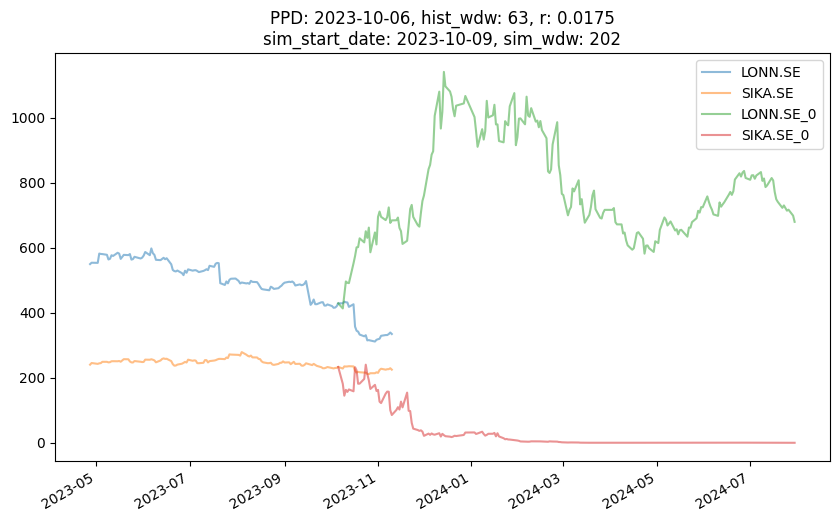 PPD: 2023-10-06, hist_wdw: 63, r: 0.0175
sim_start_date: 2023-10-09, sim_wdw: 202
LONN.SE
SIKA.SE
LONN.SE_0
SIKA.SE_0
1000
800
600
400
200
0
2023-05
2023-07
2023-09
2023-11
2024-01
2024-03
2024-05
2024-07